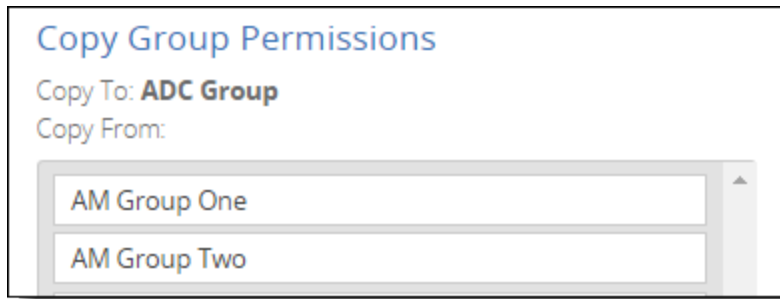 Copy Group Permissions
Copy To: ADC Group
Copy From:
AM Group One
AM Group Two